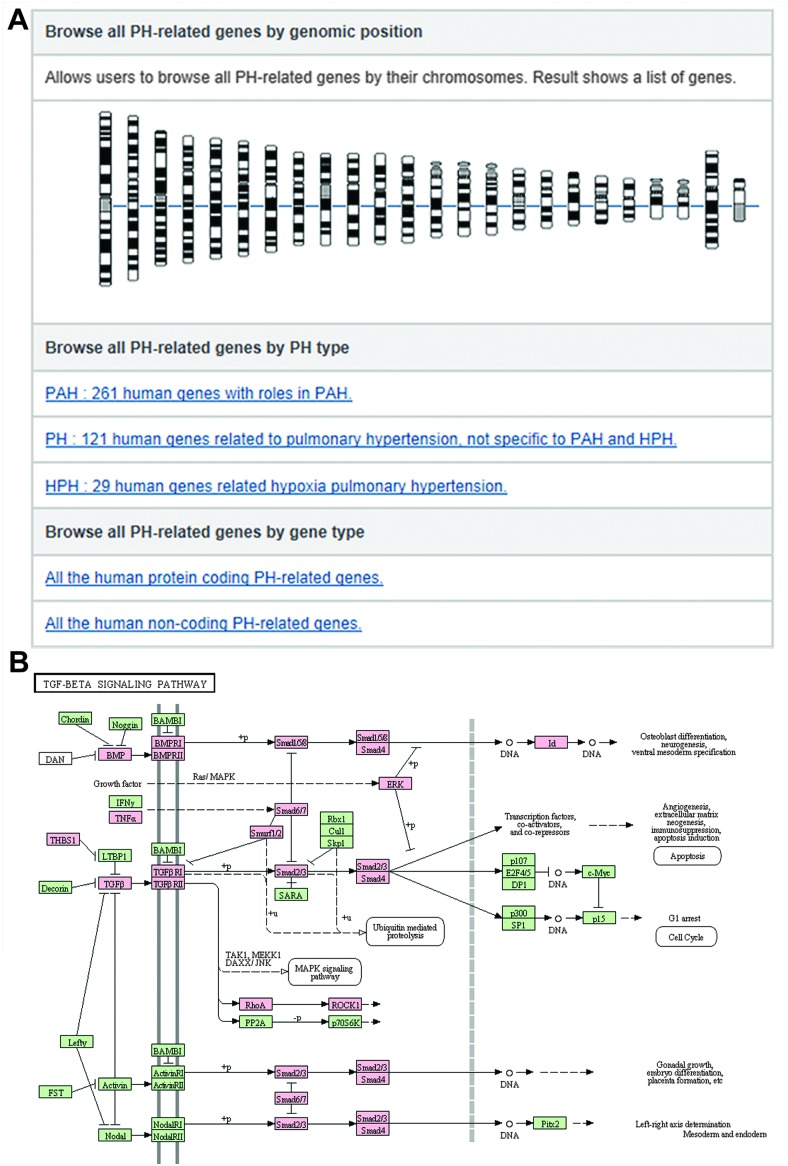 A
Browse all PH-related genes by genomic position
Allows users to browse all PH-related genes by their chromosomes. Result shows a list of genes.
Browse all PH-related genes by PH type
PAH : 261 human genes with roles in PAH.
PH : 121 human genes related to pulmonary hypertension, not specific to PAH and HPH.
HPH : 29 human genes related hypoxia pulmonary hypertension.
Browse all PH-related genes by gene type
All the human protein coding PH-related genes.
All the human non-coding PH-related genes.
B
TGF-BETA SIGNALING PATHWAY
Chordin
Noggin
BAMBI
DAN
BMP
BMPRI
BMPRII
+p
Smad1/5/8
Smad1/5/8
Smad4
DNA
Id
DNA
Osteoblast differentiation,
neurogenesis,
ventral mesoderm specification
Growth factor
Ras/MAPK
ERK
+p
+p
IFNγ
TNFα
Smad6/7
THBS1
LTBP1
BAMBI
Smurf1/2
Rbx1
Cul1
Skp1
Decorin
TGFβ
TGFβRI
TGFβRII
+p
Smad2/3
SARA
Smad2/3
Smad4
+u
+u
Ubiquitin mediated
proteolysis
Transcription factors,
co-activators,
and co-repressors
Angiogenesis,
extracellular matrix
neogenesis,
immunosuppression,
apoptosis induction
Apoptosis
p107
E2F4/5
DP1
DNA
c-Myc
p300
SP1
DNA
p15
G1 arrest
Cell Cycle
TAK1, MEKK1
DAXX/JNK
MAPK signaling
pathway
RhoA
ROCK1
PP2A
-p
p70S6K
Lefty
FST
Activin
BAMBI
ActivinRI
ActivinRII
+p
Smad2/3
Smad2/3
Smad4
DNA
Gonadal growth,
embryo differentiation,
placenta formation, etc
Smad6/7
Nodal
NodalRI
NodalRII
+p
Smad2/3
Smad2/3
Smad4
DNA
Pitx2
Left-right axis determination
Mesoderm and endoderm